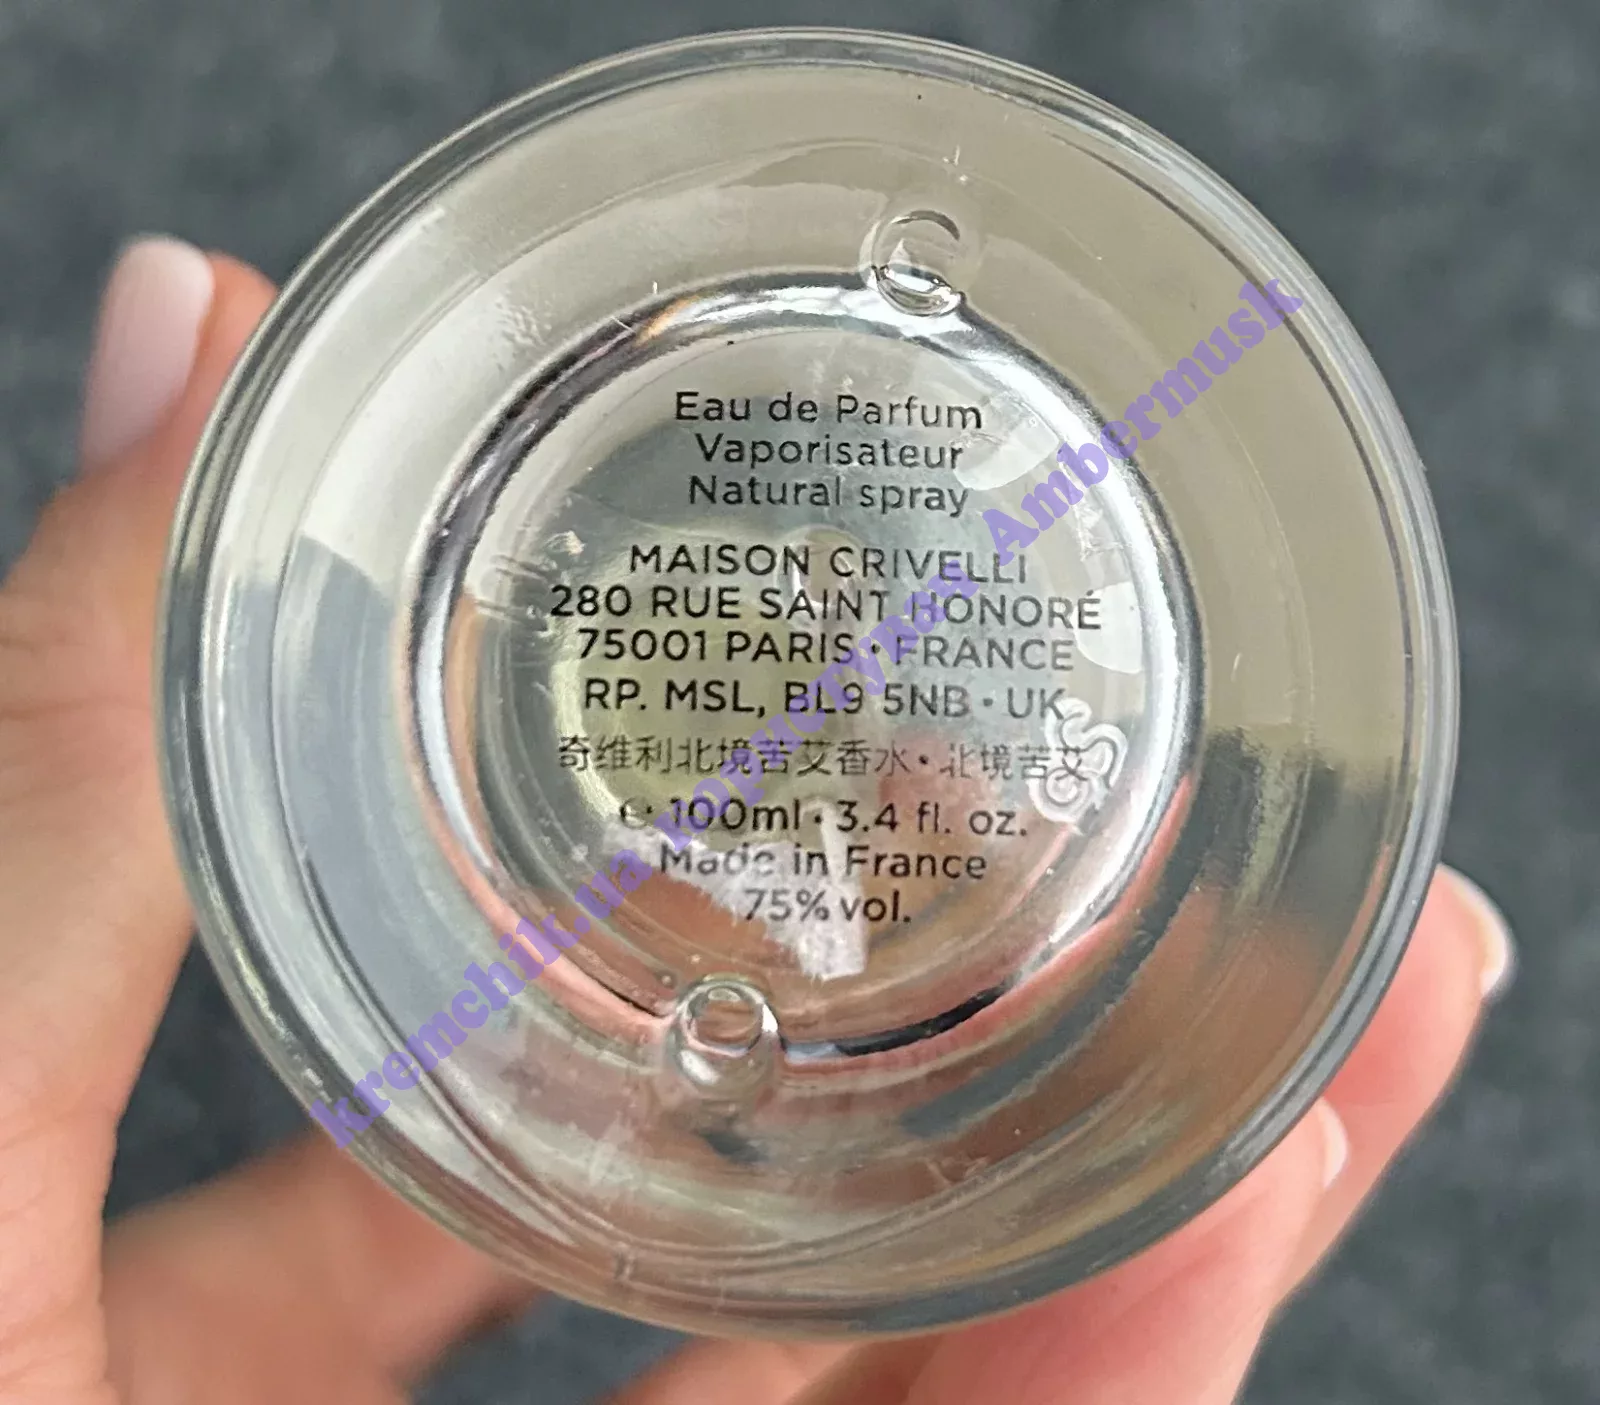 Eau de Parfum
Vaporisateur
Natural spray
MAISON CRIVELLI
280 RUE SAINT HONORÉ
75001 PARIS • FRANCE
RP. MSL, BL9 5NB • UK
奇维利北境苦艾香水 • 北境苦艾
e • 100ml • 3.4 fl. oz.
Made in France
75% vol.
kremchik.ua користувач Ambermusk